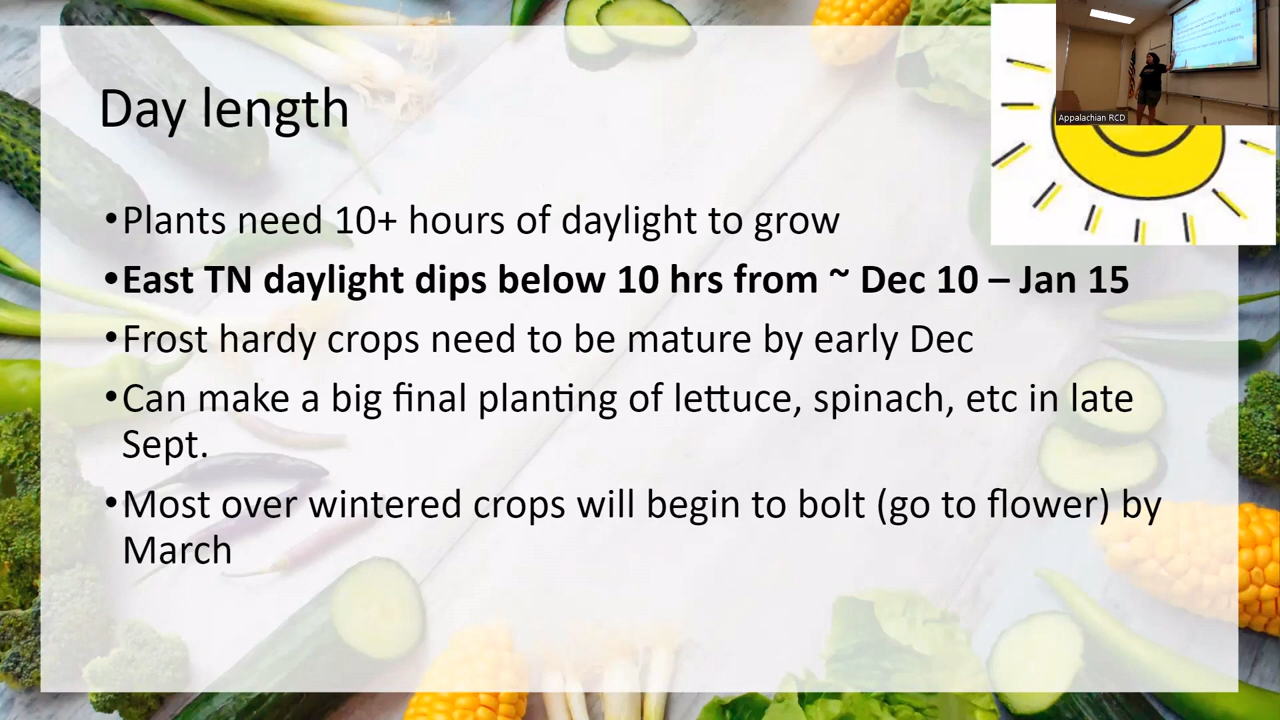 Day length
•Plants need 10+ hours of daylight to grow
•East TN daylight dips below 10 hrs from ~ Dec 10 – Jan 15
•Frost hardy crops need to be mature by early Dec
•Can make a big final planting of lettuce, spinach, etc in late
Sept.
•Most over wintered crops will begin to bolt (go to flower) by
March
Appalachian RCD